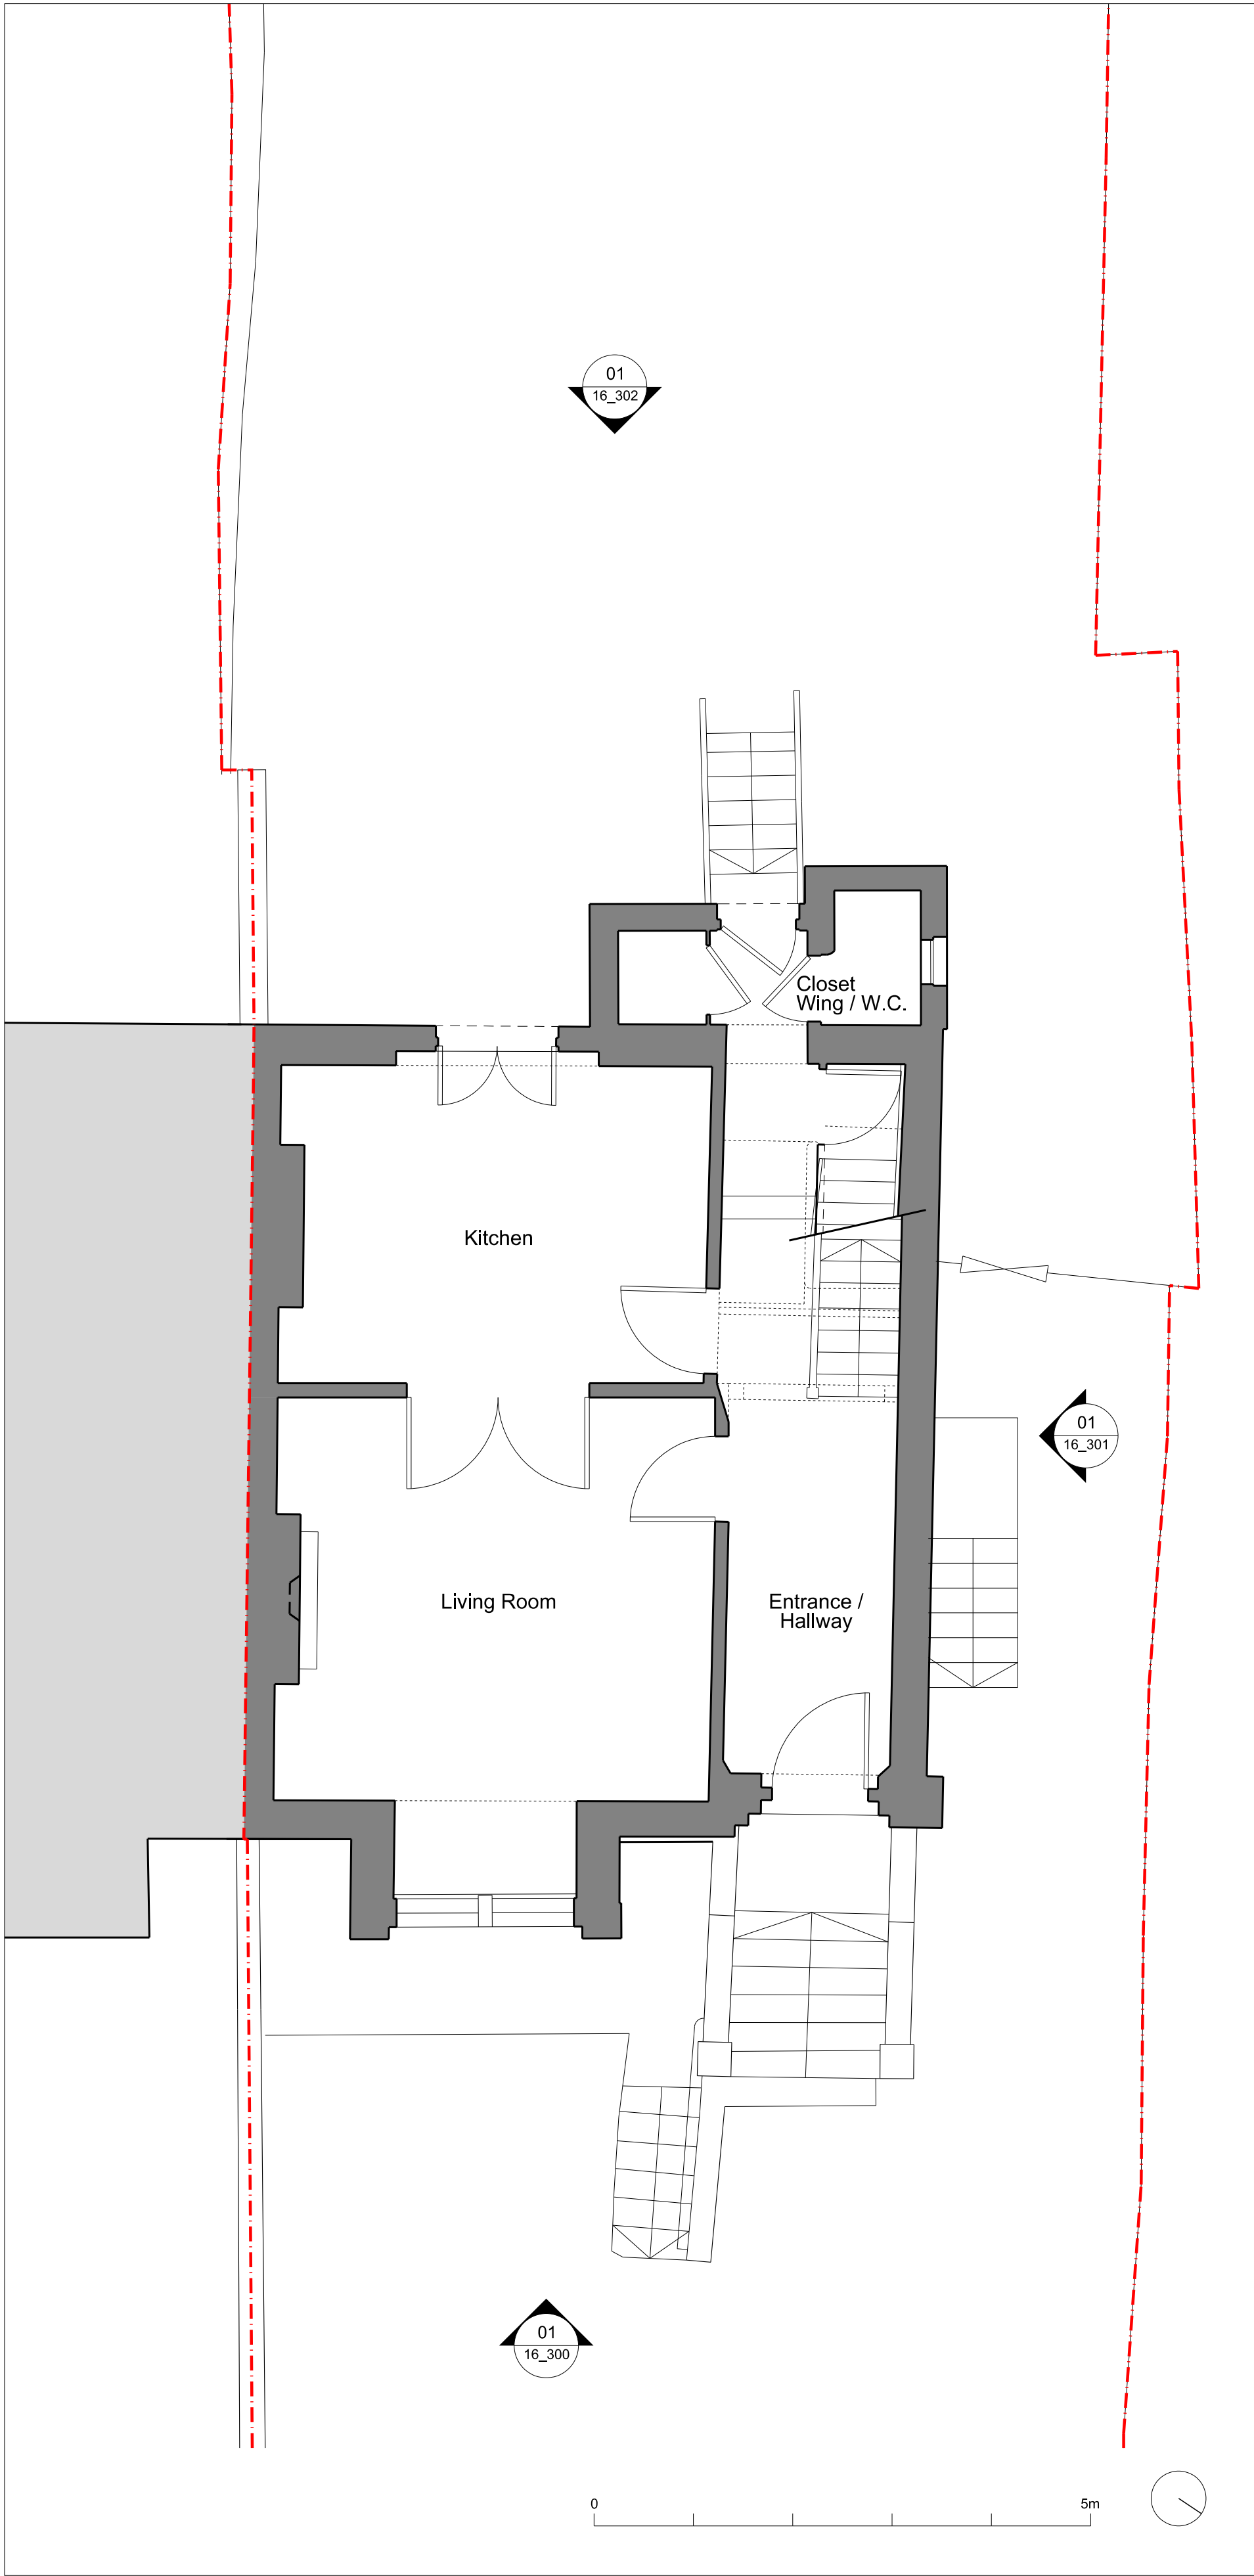 01
16_302
Closet
Wing / W.C.
Kitchen
01
16_301
Living Room
Entrance /
Hallway
01
16_300
0
5m